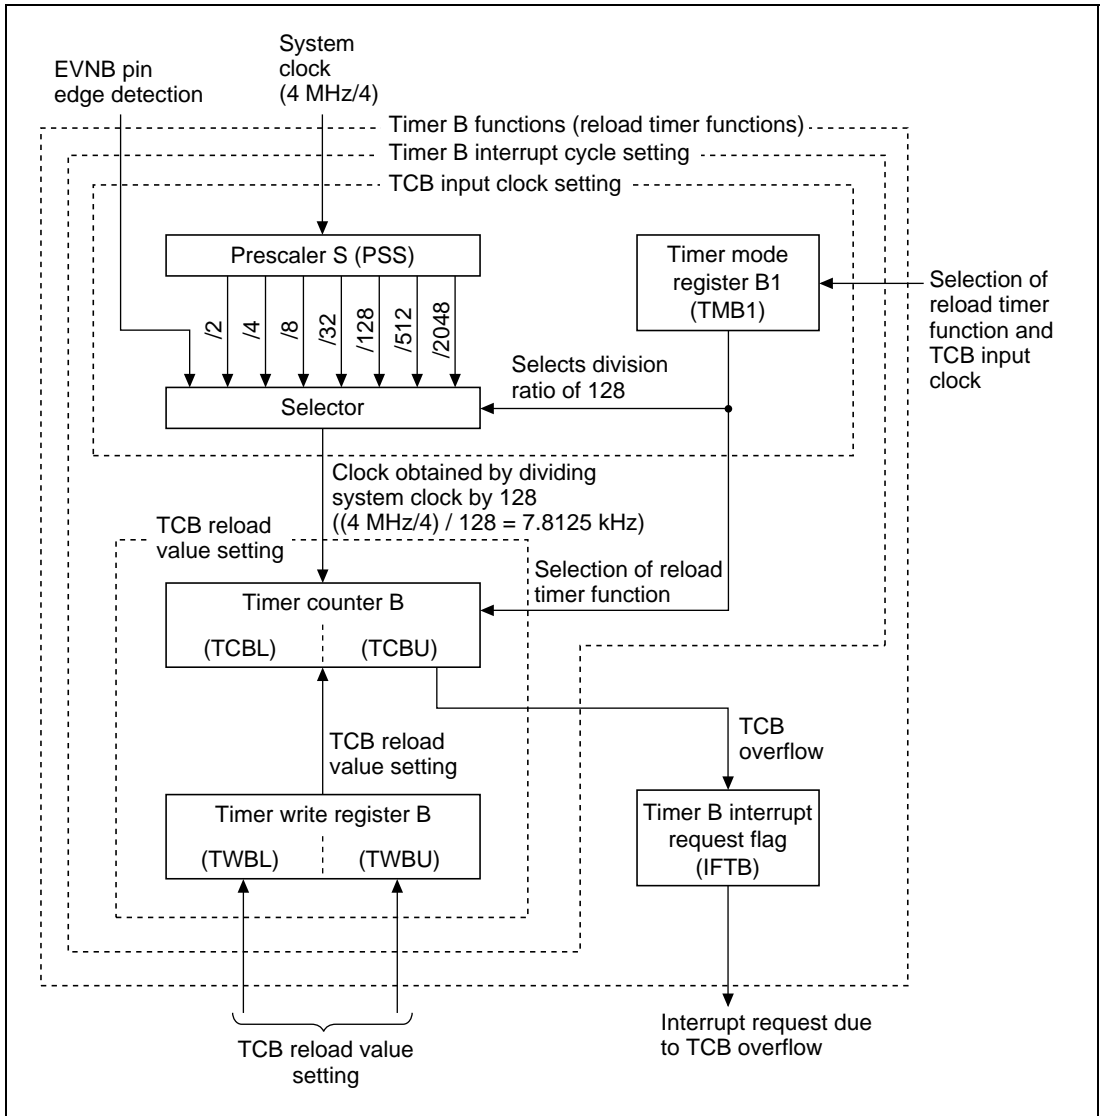 System
clock
(4 MHz/4)
EVNB pin
edge detection
Timer B functions (reload timer functions)
Timer B interrupt cycle setting
TCB input clock setting
Prescaler S (PSS)
/2
/4
/8
/32
/128
/512
/2048
Timer mode
register B1
(TMB1)
Selection of
reload timer
function and
TCB input
clock
Selects division
ratio of 128
Selector
Clock obtained by dividing
system clock by 128
((4 MHz/4) / 128 = 7.8125 kHz)
TCB reload
value setting
Selection of reload
timer function
Timer counter B
(TCBL)
(TCBU)
TCB reload
value setting
TCB
overflow
Timer write register B
(TWBL)
(TWBU)
Timer B interrupt
request flag
(IFTB)
TCB reload value
setting
Interrupt request due
to TCB overflow